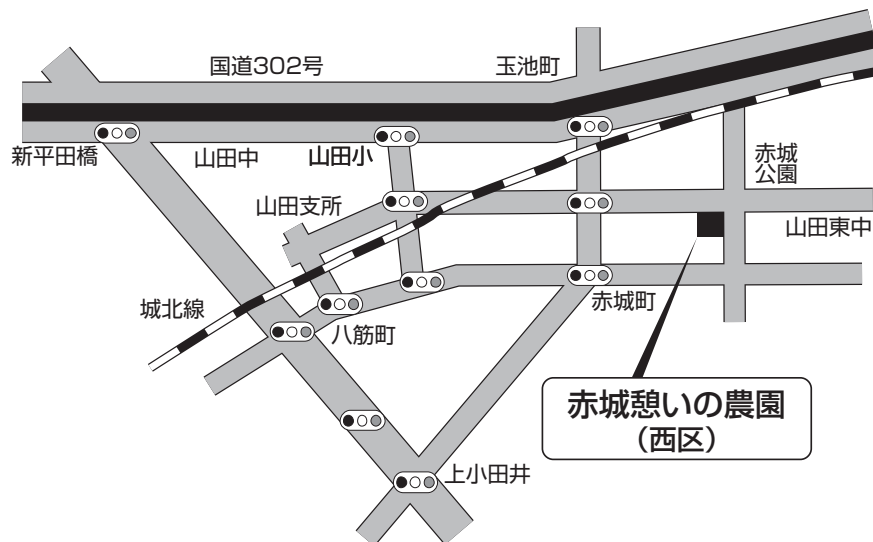 国道302号
玉池町
新平田橋
山田中
山田小
赤城
公園
山田支所
山田東中
城北線
八筋町
赤城町
赤城憩いの農園
（西区）
上小田井